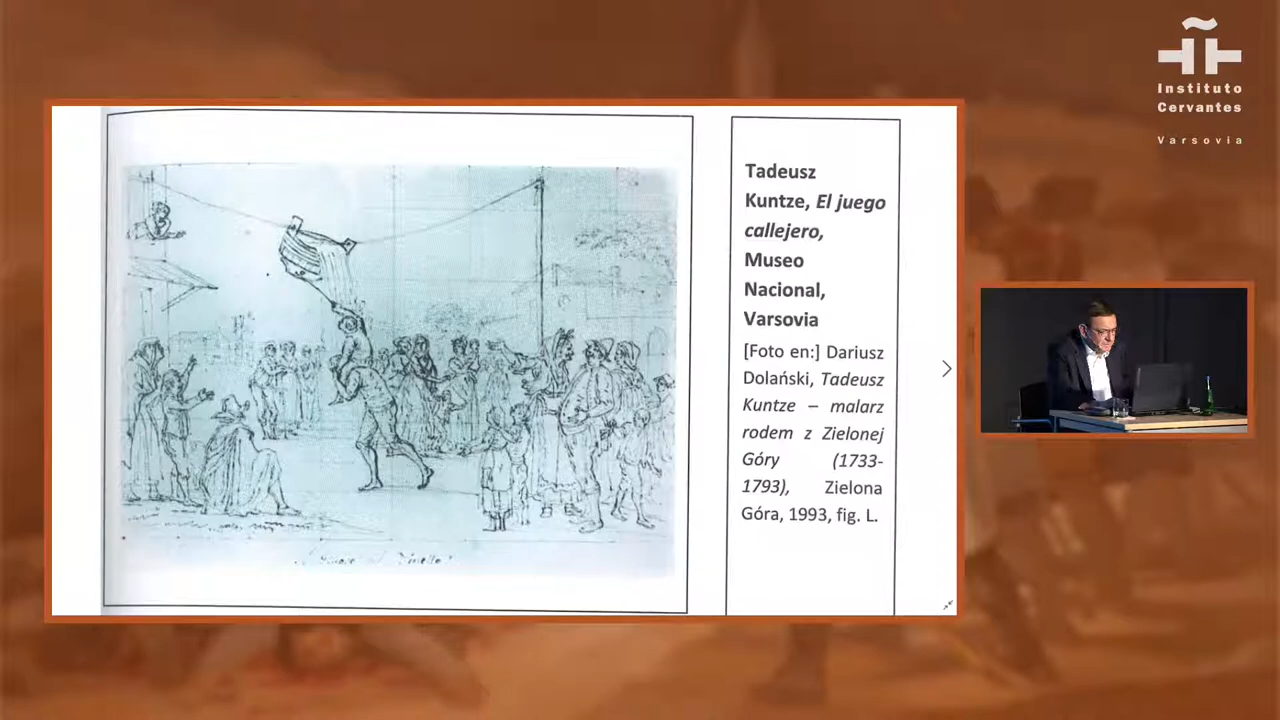 Instituto
Cervantes
Varsovia
Tadeusz
Kuntze, El juego
callejero,
Museo
Nacional,
Varsovia
[Foto en:] Dariusz
Dolański, Tadeusz
Kuntze – malarz
rodem z Zielonej
Góry (1733-
1793), Zielona
Góra, 1993, fig. L.